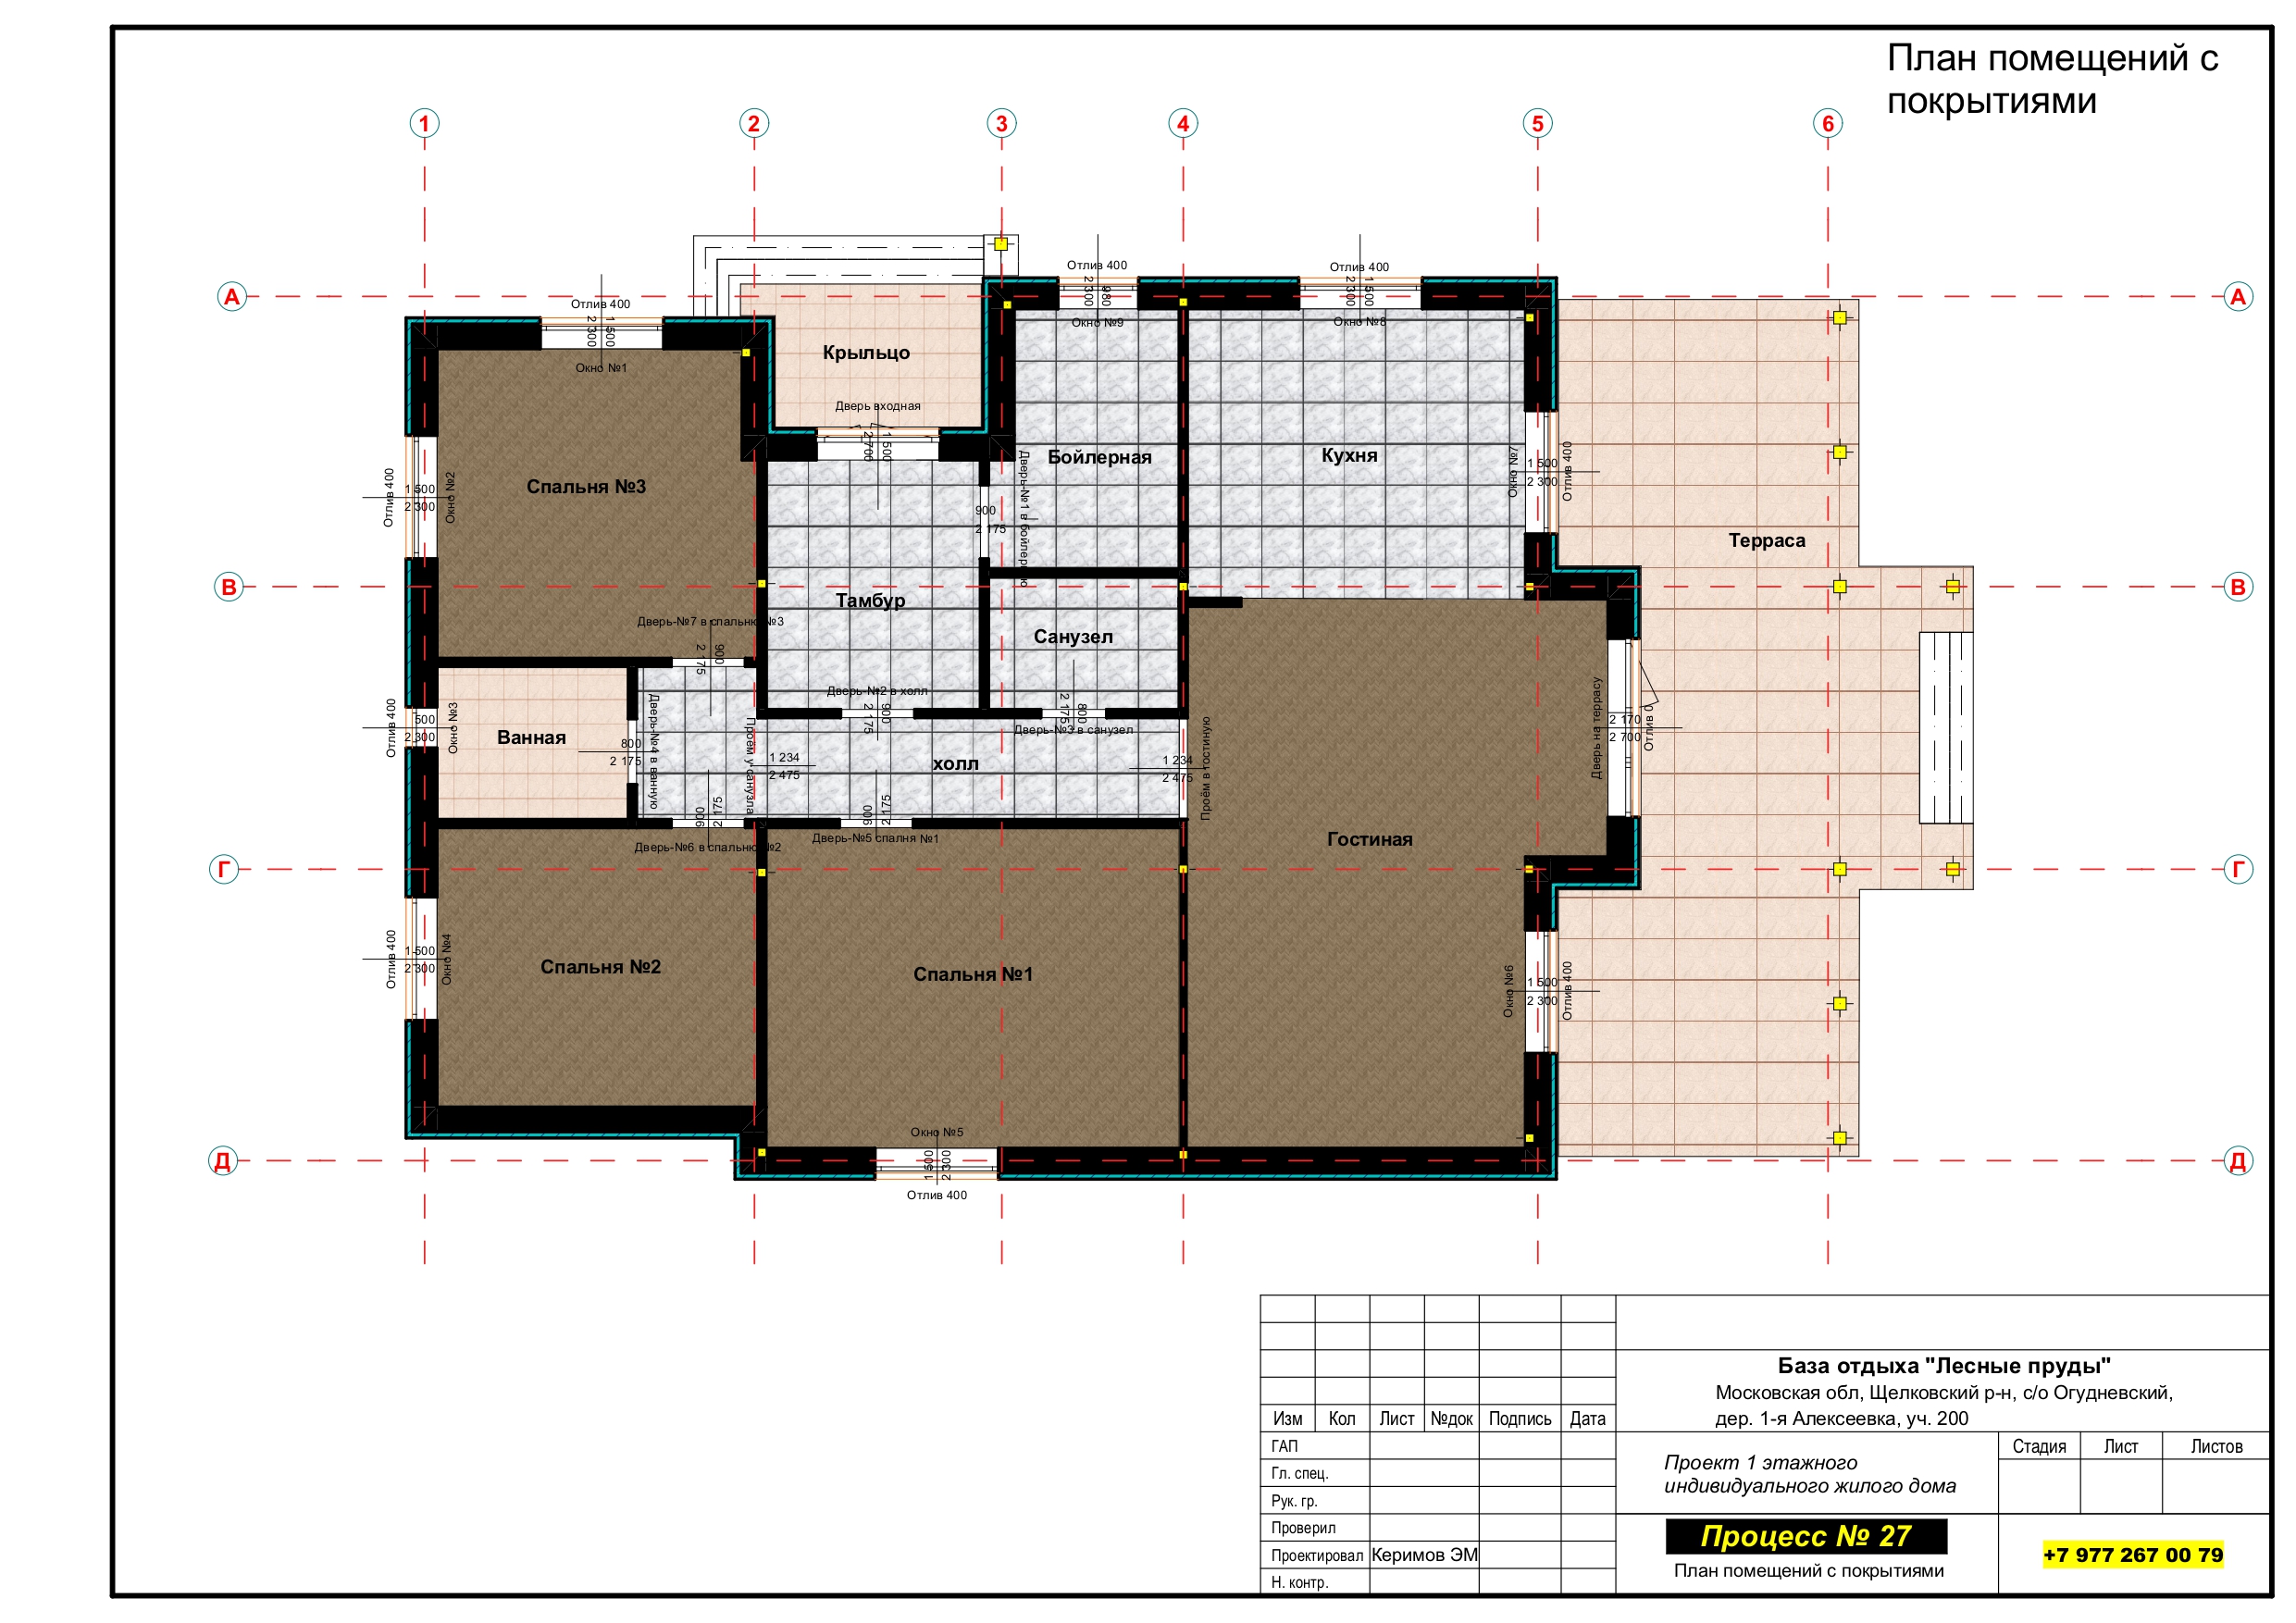 План помещений с
покрытиями
1
2
3
4
5
6
А
А
Отлив 400
2 300
1 500
Окно №1
Отлив 400
2 300
980
Окно №9
Отлив 400
2 300
1 500
Окно №8
Крыльцо
Дверь входная
2 700
1 500
Спальня №3
Отлив 400
1 500
2 300
Окно №2
Бойлерная
Дверь-№1 в бойлерную
900
2 175
Кухня
Окно №7
1 500
2 300
Отлив 400
Терраса
В
В
Тамбур
Санузел
Дверь-№7 в спальню №3
2 175
900
Дверь-№2 в холл
2 175
900
2 175
800
Дверь-№3 в санузел
Отлив 400
500
2 300
Окно №3
Ванная
800
2 175
Дверь-№4 в ванную
Проем у санузла
1 234
2 475
холл
1 234
2 475
Проём в гостиную
Дверь на террасу
2 170
2 700
Отлив 0
900
2 175
Дверь-№6 в спальню №2
900
2 175
Дверь-№5 спалня №1
Гостиная
Г
Г
Отлив 400
1 500
2 300
Окно №4
Спальня №2
Спальня №1
Окно №6
1 500
2 300
Отлив 400
Окно №5
1 500
2 300
Отлив 400
Д
Д
База отдыха "Лесные пруды"
Московская обл, Щелковский р-н, с/о Огудневский,
дер. 1-я Алексеевка, уч. 200
Изм Кол Лист №док Подпись Дата
ГАП
Гл. спец.
Рук. гр.
Проверил
Проектировал Керимов ЭМ
Н. контр.
Проект 1 этажного
индивидуального жилого дома
Стадия Лист Листов
Процесс № 27
План помещений с покрытиями
+7 977 267 00 79